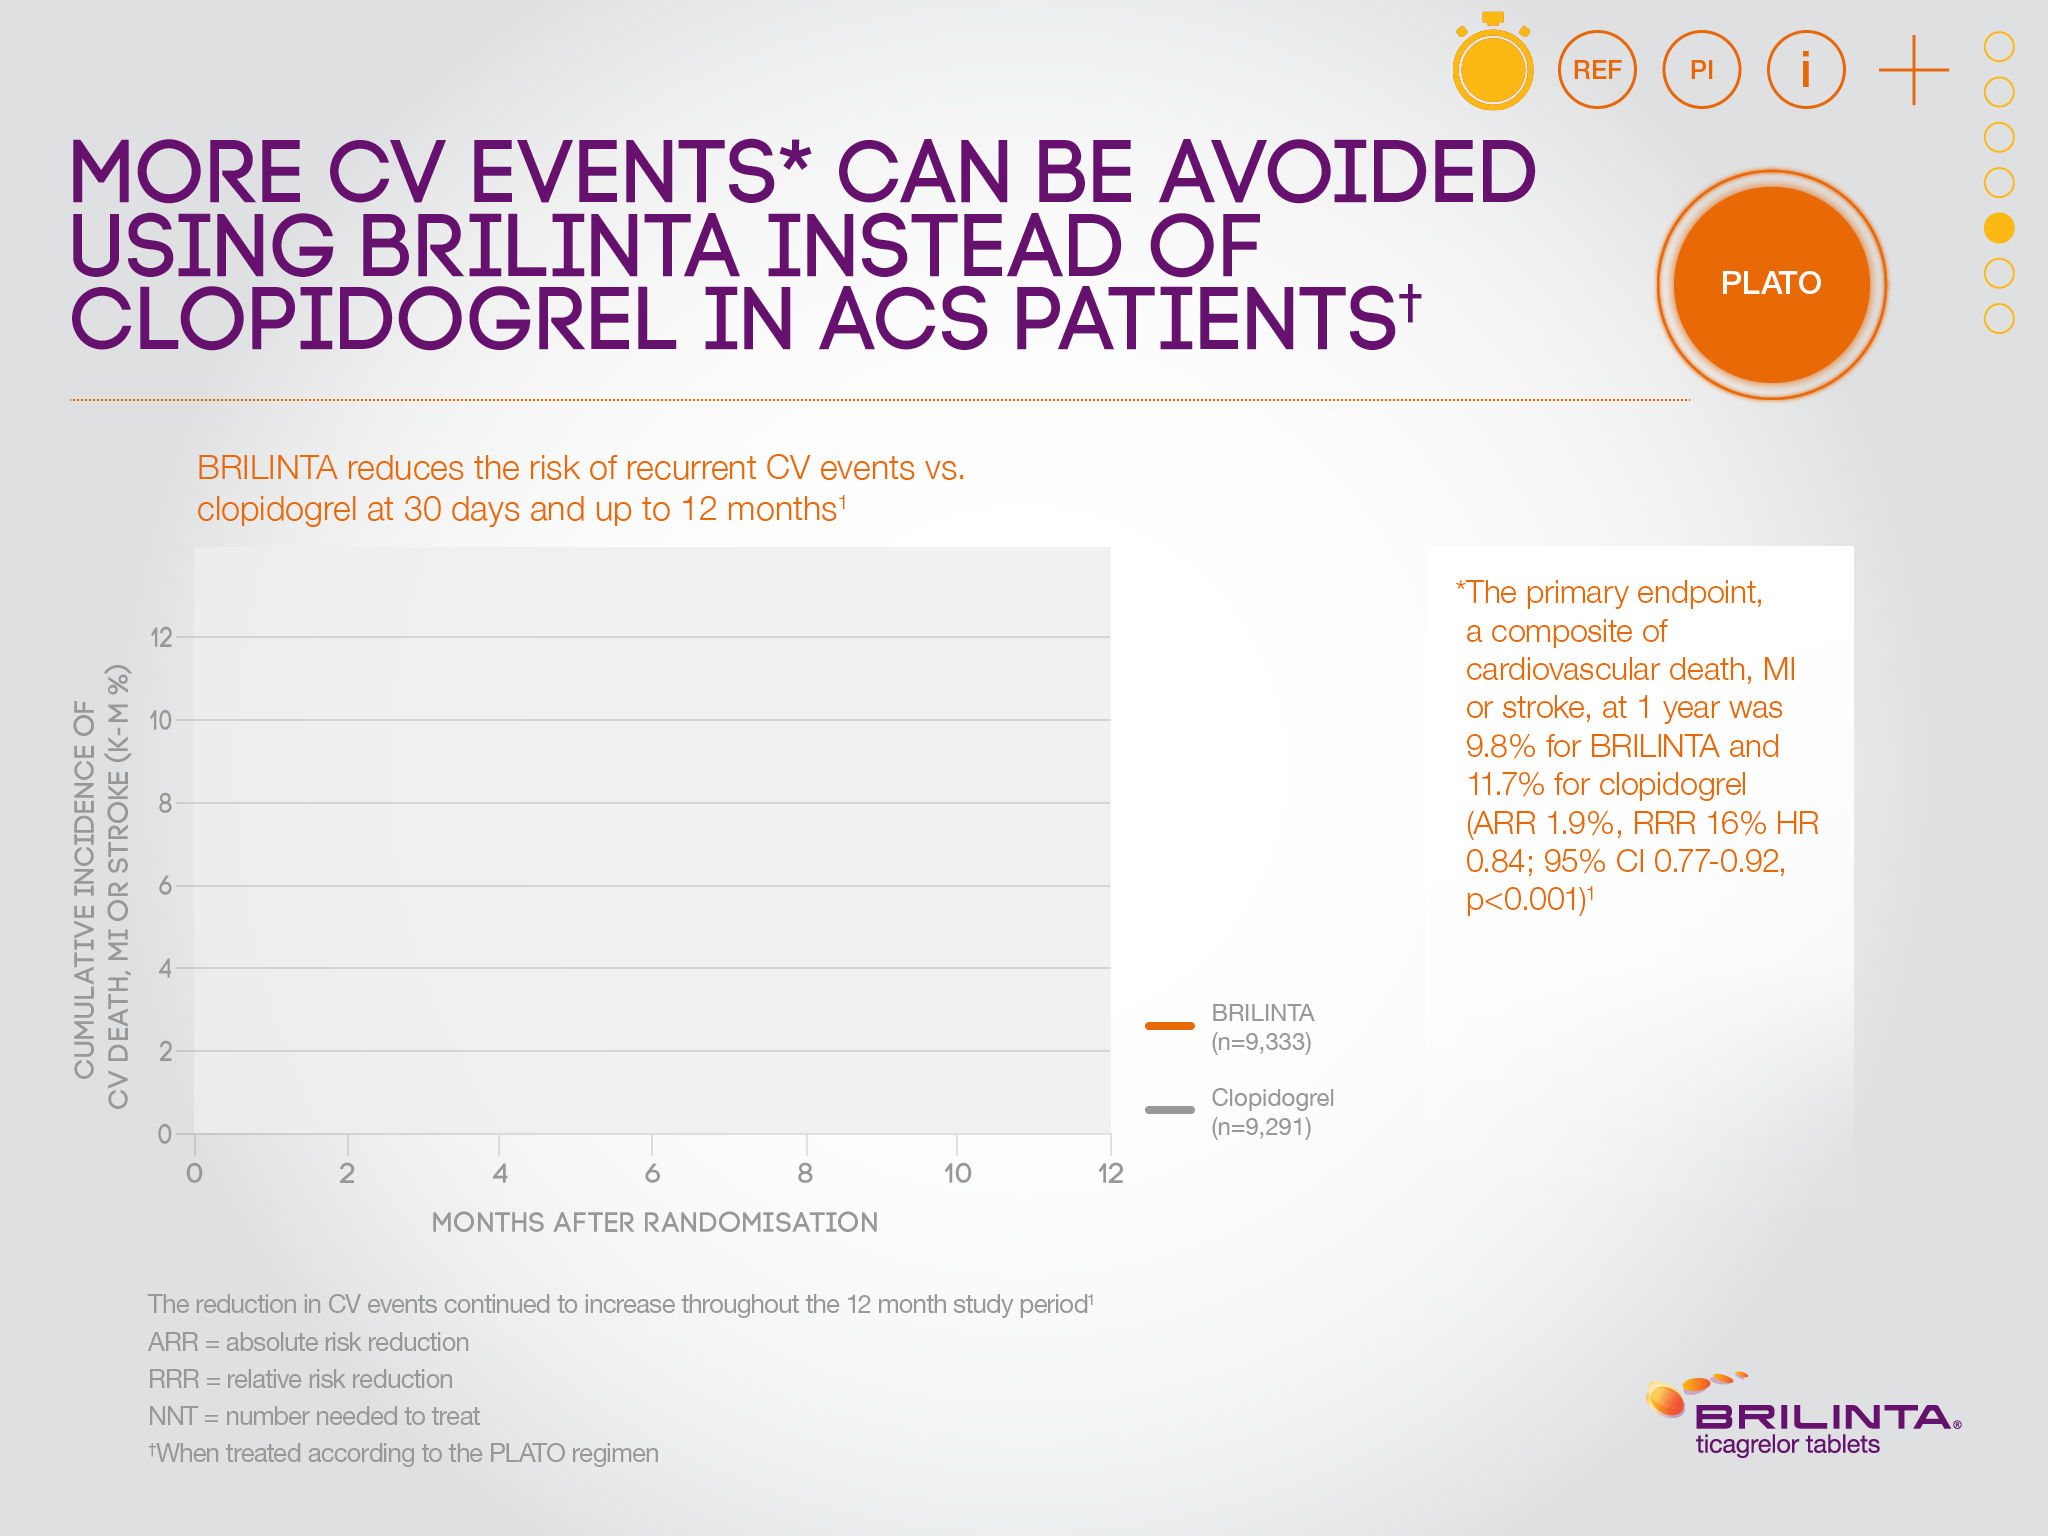 REF
PI
i
MORE CV EVENTS* CAN BE AVOIDED
USING BRILINTA INSTEAD OF
CLOPIDOGREL IN ACS PATIENTS†
PLATO
BRILINTA reduces the risk of recurrent CV events vs.
clopidogrel at 30 days and up to 12 months¹
CUMULATIVE INCIDENCE OF
CV DEATH, MI OR STROKE (K-M %)
12
10
8
6
4
2
0
0 2 4 6 8 10 12
MONTHS AFTER RANDOMISATION
BRILINTA
(n=9,333)
Clopidogrel
(n=9,291)
*The primary endpoint,
a composite of
cardiovascular death, MI
or stroke, at 1 year was
9.8% for BRILINTA and
11.7% for clopidogrel
(ARR 1.9%, RRR 16% HR
0.84; 95% CI 0.77-0.92,
p<0.001)¹
The reduction in CV events continued to increase throughout the 12 month study period¹
ARR = absolute risk reduction
RRR = relative risk reduction
NNT = number needed to treat
†When treated according to the PLATO regimen
BRILINTA®
ticagrelor tablets